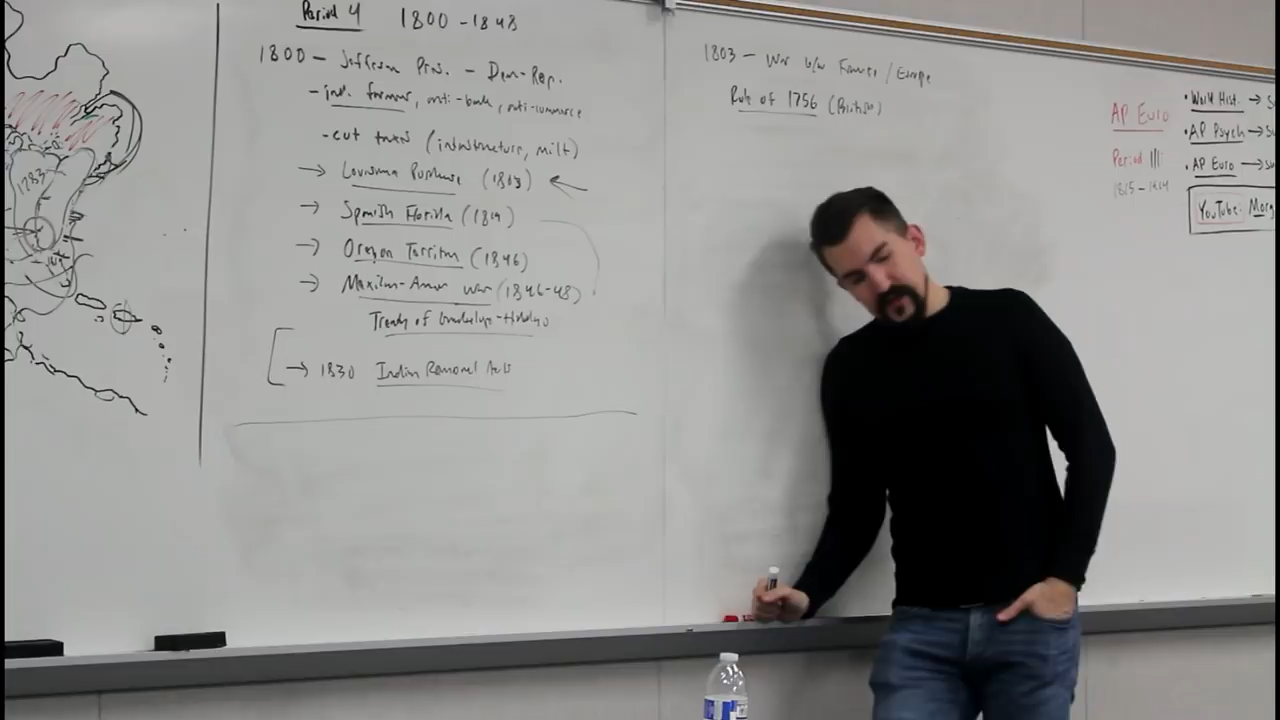 Period 4 1800 - 1848
1800 - Jefferson Pres. - Dem-Rep.
- ind. farmers, anti-bank, anti-commerce
- cut taxes (infrastructure, milt)
→ Louisiana Purchase (1803)
→ Spanish Florida (1819)
→ Oregon Territory (1846)
→ Mexican-Amer War (1846-48)
Treaty of Guadalupe-Hidalgo
→ 1830 Indian Removal Acts
1783
1803 - War b/w France / Europe
Rule of 1756 (British)
AP Euro
Period |||
1815 - 1914
• World Hist. →
• AP Psych →
• AP Euro →
YouTube: